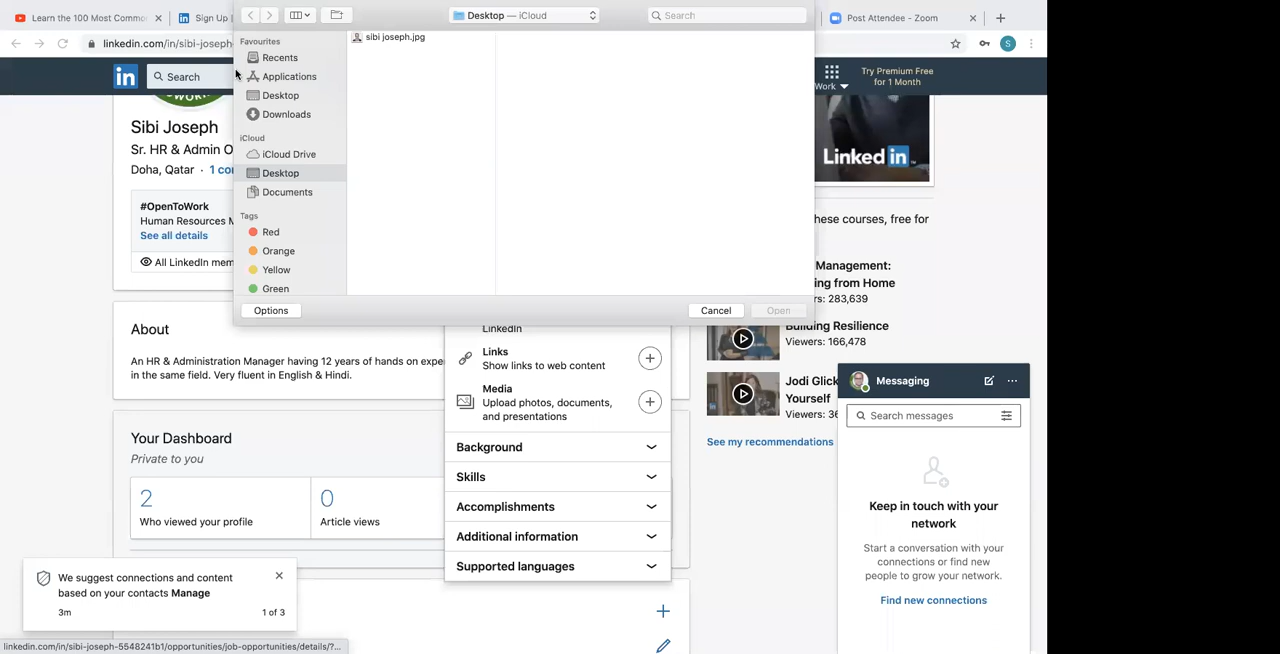 Learn the 100 Most Commo
Sign Up |
Post Attendee - Zoom
Desktop — iCloud
Search
linkedin.com/in/sibi-joseph-
S
Favourites
Recents
Applications
Desktop
Downloads
iCloud
iCloud Drive
Desktop
Documents
Tags
Red
Orange
Yellow
Green
sibi joseph.jpg
Options
Cancel
Open
in
Search
Work
Try Premium Free
for 1 Month
WORK
Sibi Joseph
Sr. HR & Admin O
Doha, Qatar · 1 con
#OpenToWork
Human Resources M
See all details
All LinkedIn mem
About
An HR & Administration Manager having 12 years of hands on expe
in the same field. Very fluent in English & Hindi.
Your Dashboard
Private to you
2
Who viewed your profile
0
Article views
LinkedIn
Links
Show links to web content
Media
Upload photos, documents,
and presentations
Background
Skills
Accomplishments
Additional information
Supported languages
Linked in
hese courses, free for
Management:
ing from Home
rs: 283,639
Building Resilience
Viewers: 166,478
Jodi Glick
Yourself
Viewers: 36
See my recommendations
Messaging
Search messages
Keep in touch with your
network
Start a conversation with your
connections or find new
people to grow your network.
Find new connections
We suggest connections and content
based on your contacts Manage
3m
1 of 3
linkedin.com/in/sibi-joseph-5548241b1/opportunities/job-opportunities/details/?...